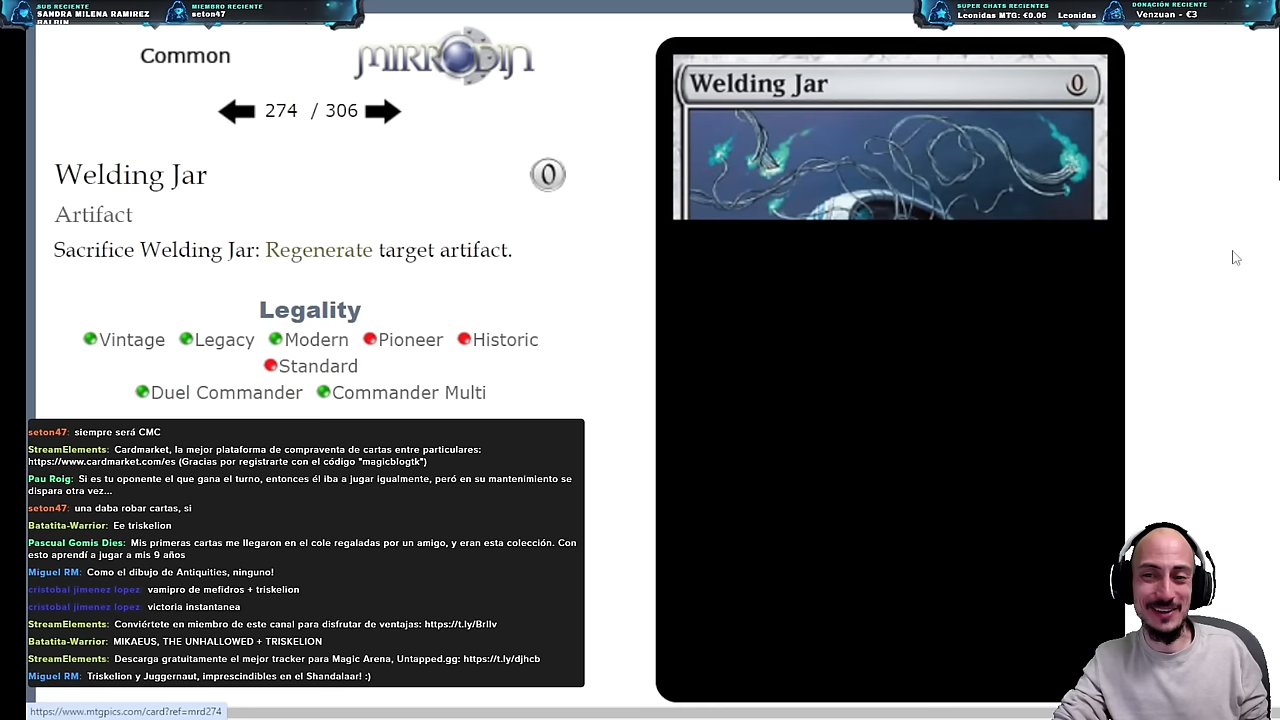 SUB RECIENTE
SANDRA MILENA RAMIREZ
MIEMBRO RECIENTE
seton47
SUPER CHATS RECIENTES
Leonidas MTG: €0.06 Leonidas
DONACIÓN RECIENTE
Venzuan - €3
Common
MIRRODIN
274 / 306
Welding Jar
0
Artifact
Sacrifice Welding Jar: Regenerate target artifact.
Legality
Vintage Legacy Modern Pioneer Historic
Standard
Duel Commander Commander Multi
Welding Jar
0
seton47: siempre será CMC
StreamElements: Cardmarket, la mejor plataforma de compraventa de cartas entre particulares:
https://www.cardmarket.com/es (Gracias por registrarte con el código "magicblogtk")
Pau Roig: Si es tu oponente el que gana el turno, entonces él iba a jugar igualmente, peró en su mantenimiento se
dispara otra vez...
seton47: una daba robar cartas, si
Batatita-Warrior: Ee triskelion
Pascual Gomis Dies: Mis primeras cartas me llegaron en el cole regaladas por un amigo, y eran esta colección. Con
esto aprendí a jugar a mis 9 años
Miguel RM: Como el dibujo de Antiquities, ninguno!
cristobal jimenez lopez: vamipro de mefidros + triskelion
cristobal jimenez lopez: victoria instantanea
StreamElements: Conviértete en miembro de este canal para disfrutar de ventajas: https://t.ly/BrlIv
Batatita-Warrior: MIKAEUS, THE UNHALLOWED + TRISKELION
StreamElements: Descarga gratuitamente el mejor tracker para Magic Arena, Untapped.gg: https://t.ly/djhcb
Miguel RM: Triskelion y Juggernaut, imprescindibles en el Shandalaar! :)
https://www.mtgpics.com/card?ref=mrd274